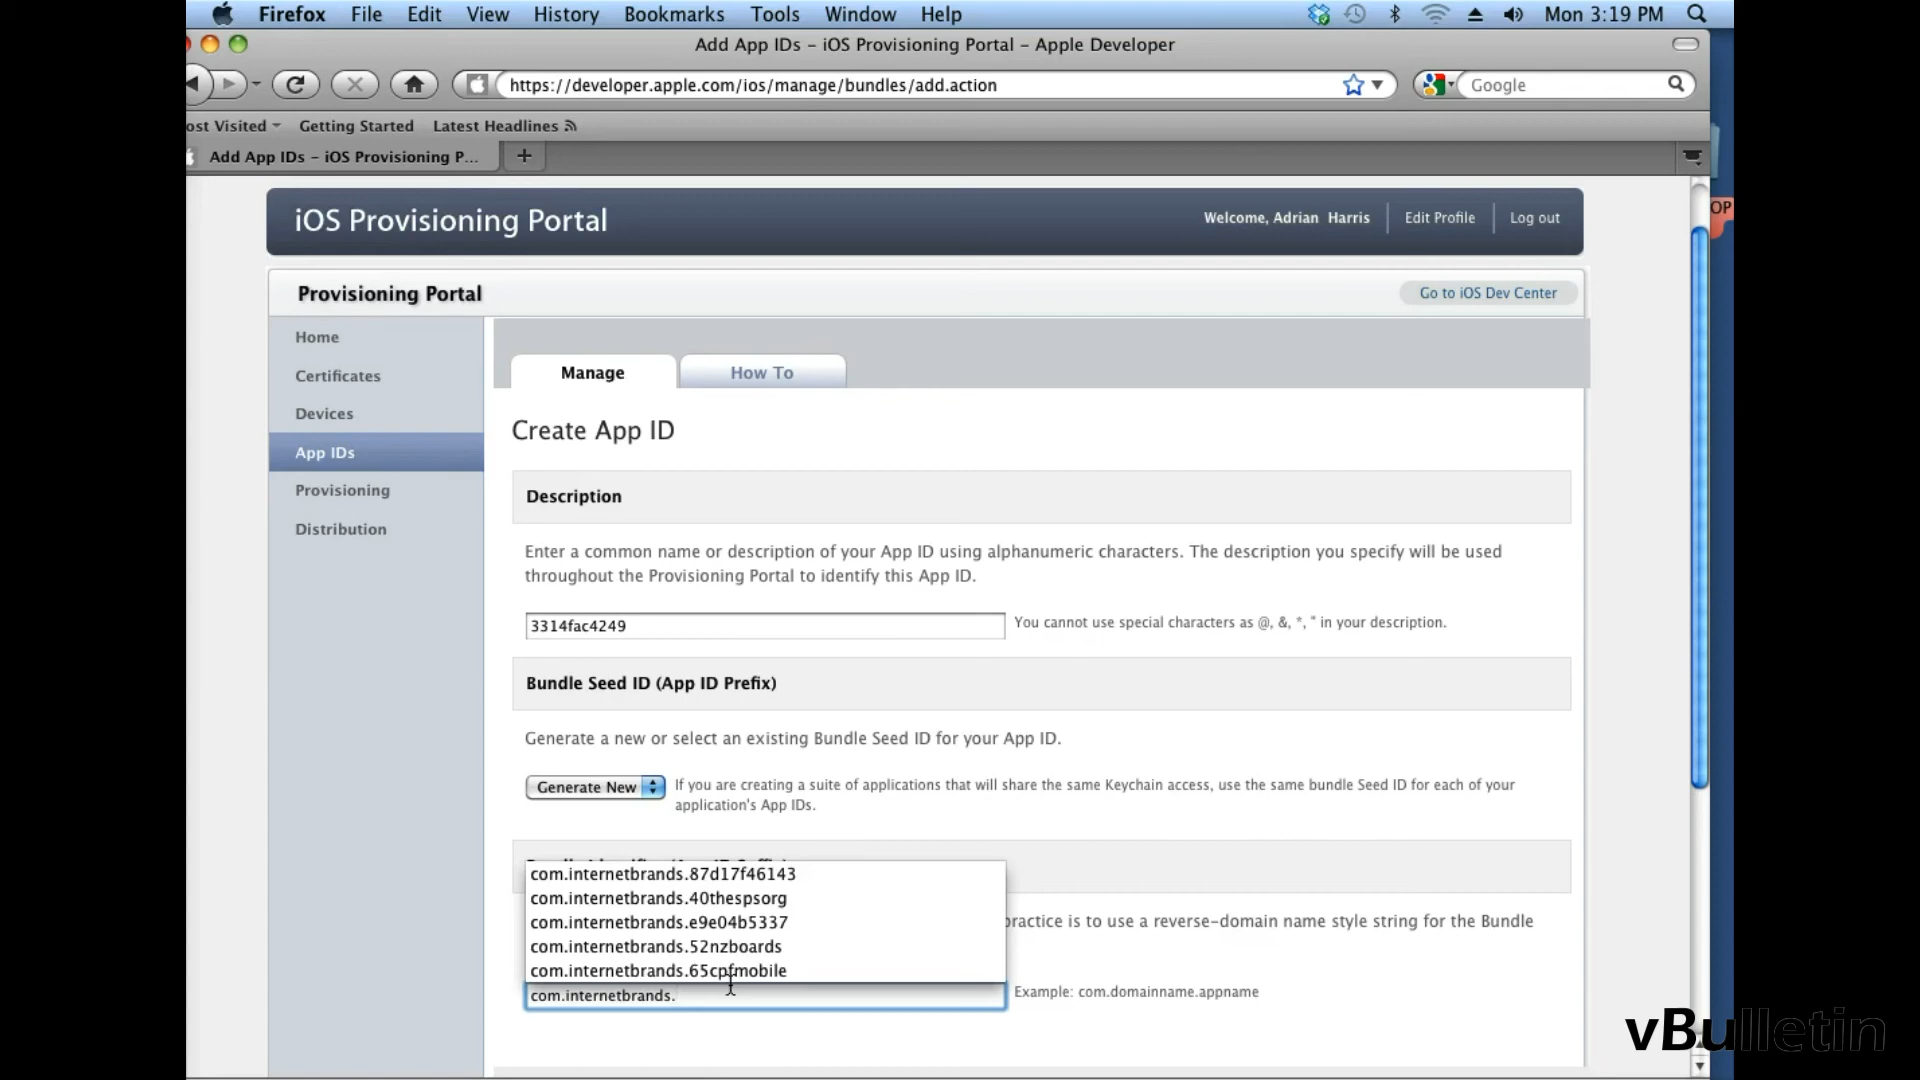 Firefox File Edit View History Bookmarks Tools Window Help Mon 3:19 PM
Add App IDs – iOS Provisioning Portal – Apple Developer
https://developer.apple.com/ios/manage/bundles/add.action Google
ost Visited Getting Started Latest Headlines
Add App IDs – iOS Provisioning P... +
iOS Provisioning Portal Welcome, Adrian Harris Edit Profile Log out
OP
Provisioning Portal Go to iOS Dev Center
Home
Certificates
Devices
App IDs
Provisioning
Distribution
Manage How To
Create App ID
Description
Enter a common name or description of your App ID using alphanumeric characters. The description you specify will be used
throughout the Provisioning Portal to identify this App ID.
3314fac4249 You cannot use special characters as @, &, *, " in your description.
Bundle Seed ID (App ID Prefix)
Generate a new or select an existing Bundle Seed ID for your App ID.
Generate New If you are creating a suite of applications that will share the same Keychain access, use the same bundle Seed ID for each of your
application's App IDs.
com.internetbrands.87d17f46143
com.internetbrands.40thespsorg
com.internetbrands.e9e04b5337
practice is to use a reverse-domain name style string for the Bundle
com.internetbrands.52nzboards
com.internetbrands.65cpfmobile
com.internetbrands. Example: com.domainname.appname
vBulletin